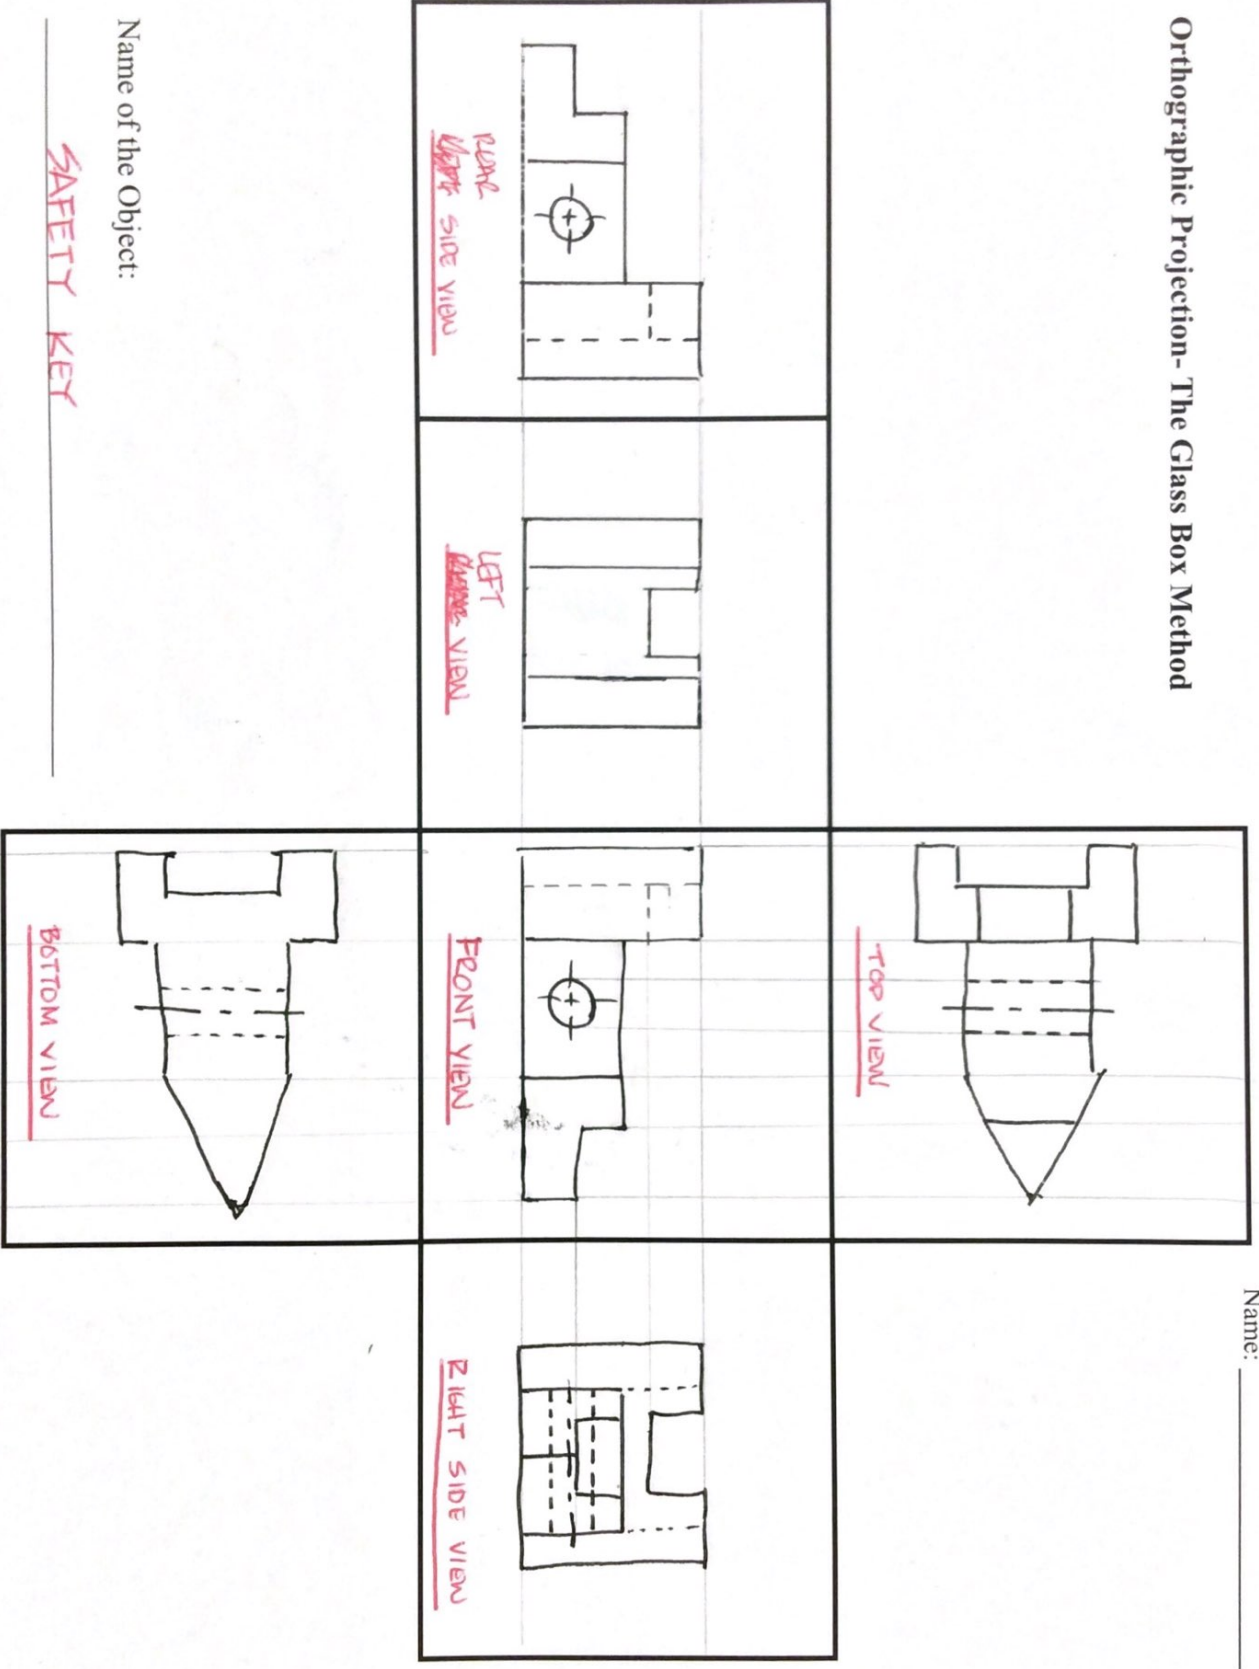 Name:
Orthographic Projection- The Glass Box Method
TOP VIEW
REAR
SIDE VIEW
LEFT
VIEW
FRONT VIEW
RIGHT SIDE VIEW
BOTTOM VIEW
Name of the Object:
SAFETY KEY